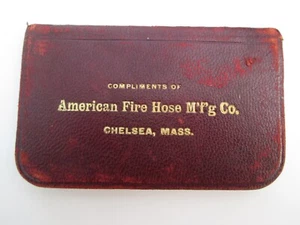 COMPLIMENTS OF
American Fire Hose M'f'g Co.
CHELSEA, MASS.